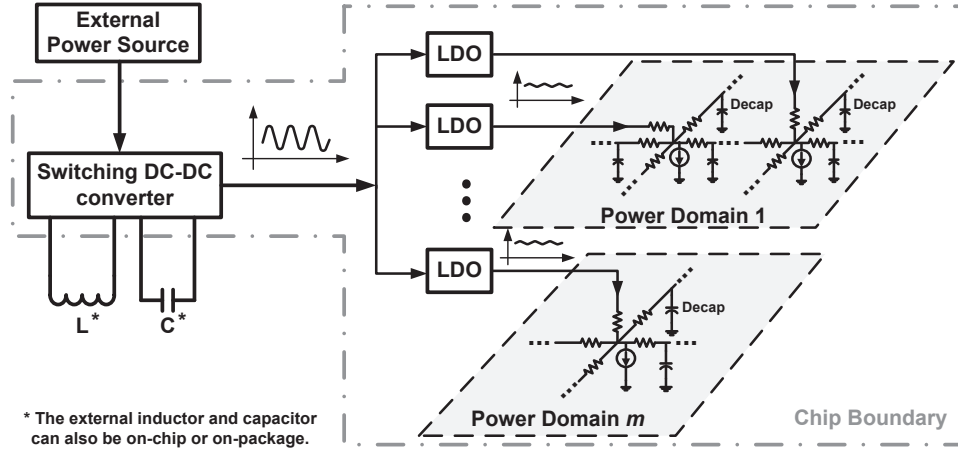 External
Power Source
Switching DC-DC
converter
L*
C*
* The external inductor and capacitor
can also be on-chip or on-package.
LDO
LDO
LDO
Decap
Decap
Power Domain 1
Decap
Power Domain m
Chip Boundary